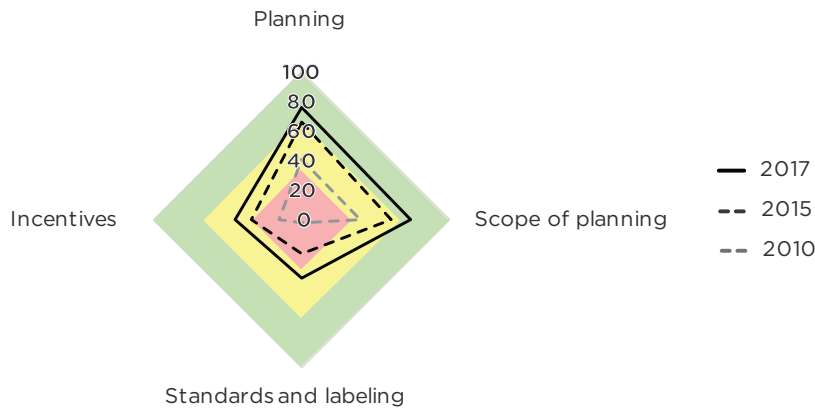 Planning
100
80
60
40
20
0
Incentives
Scope of planning
Standards and labeling
2017
2015
2010